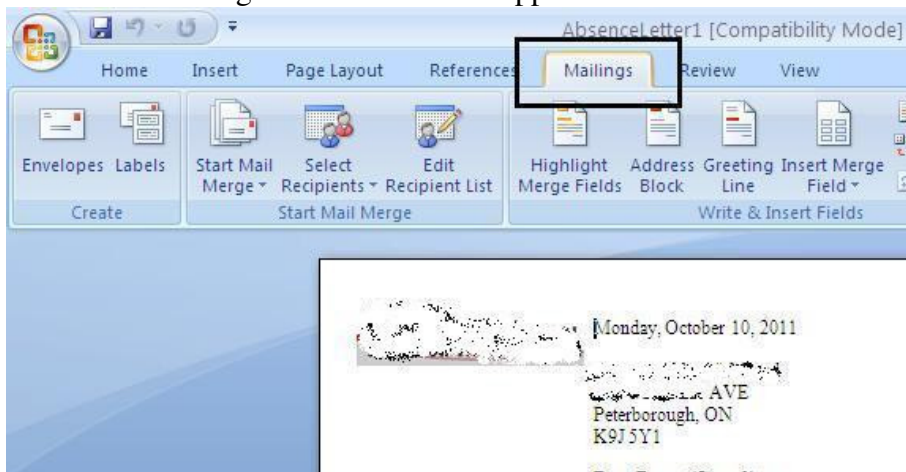 AbsenceLetter1 [Compatibility Mode]
Home Insert Page Layout References Mailings Review View
Envelopes Labels Start Mail Merge Select Recipients Edit Recipient List Highlight Merge Fields Address Block Greeting Line Insert Merge Field
Create Start Mail Merge Write & Insert Fields
Monday, October 10, 2011
AVE
Peterborough, ON
K9J 5Y1